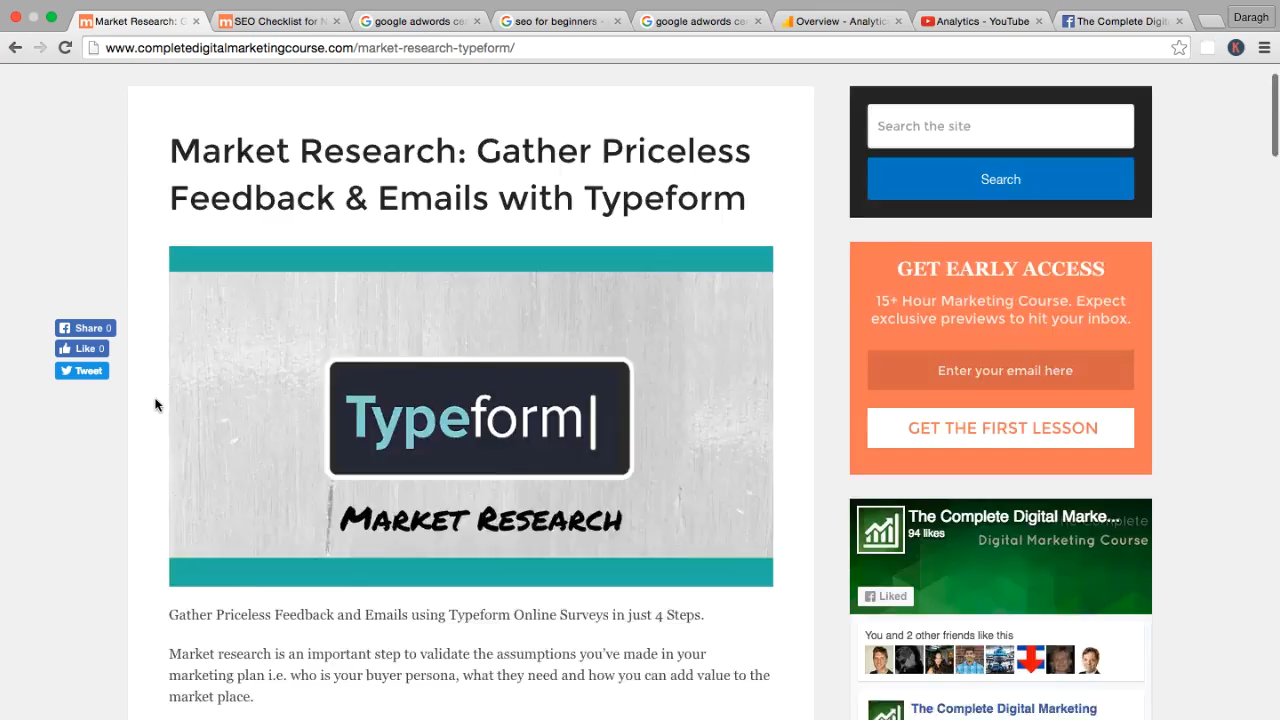 Market Research: G
SEO Checklist for N
google adwords ca
seo for beginners -
google adwords co
Overview - Analytic
Analytics - YouTube
The Complete Digit
Daragh
www.completedigitalmarketingcourse.com/market-research-typeform/
K
Market Research: Gather Priceless
Feedback & Emails with Typeform
Share 0
Like 0
Tweet
Typeform|
Market Research
Gather Priceless Feedback and Emails using Typeform Online Surveys in just 4 Steps.
Market research is an important step to validate the assumptions you've made in your
marketing plan i.e. who is your buyer persona, what they need and how you can add value to the
market place.
Search the site
Search
GET EARLY ACCESS
15+ Hour Marketing Course. Expect
exclusive previews to hit your inbox.
Enter your email here
GET THE FIRST LESSON
The Complete Digital Marke...
94 likes
Digital Marketing Course
Liked
You and 2 other friends like this
The Complete Digital Marketing